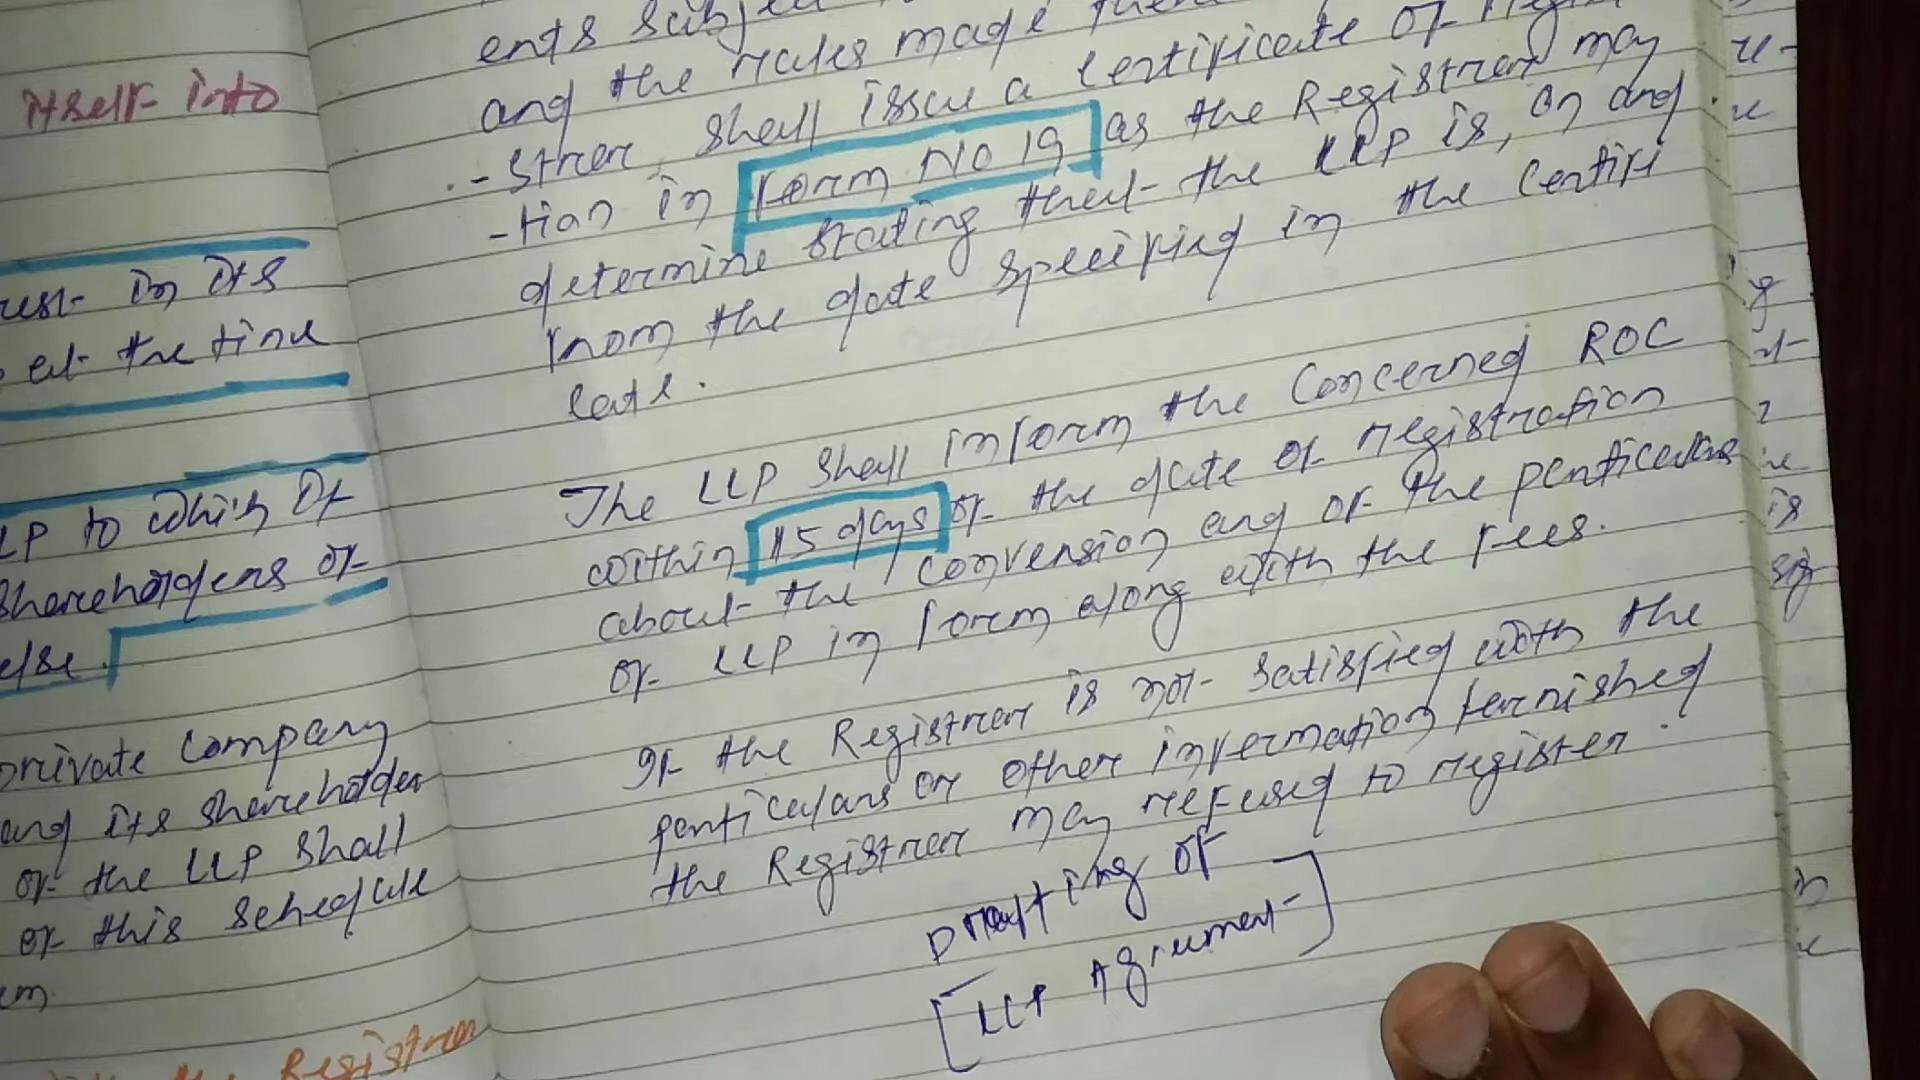 itself into
in its
at the time
LP to which it
shareholders or
else.
private company
and its shareholder
of the LLP shall
of this schedule
Registrar
ents subject
and the rules made
-strar, shall issue a certificate of
-tion in Form No 19 as the Registrar may
determine stating that the LLP is, on and
from the date specified in the certifi
cate.
The LLP shall inform the concerned ROC
within 15 days of the date of registration
about the conversion and of the particulars
of LLP in form along with the fees.
If the Registrar is not satisfied with the
particulars or other information furnished
the Registrar may refused to register.
Drafting of
[LLP Agreement]